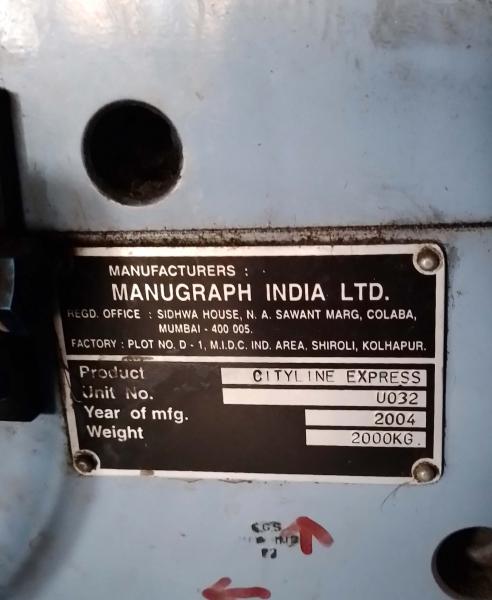 MANUFACTURERS :
MANUGRAPH INDIA LTD.
REGD. OFFICE : SIDHWA HOUSE, N. A. SAWANT MARG, COLABA,
MUMBAI - 400 005.
FACTORY : PLOT NO. D - 1, M.I.D.C. IND. AREA, SHIROLI, KOLHAPUR.
Product CITYLINE EXPRESS
Unit No. U032
Year of mfg. 2004
Weight 2000KG.